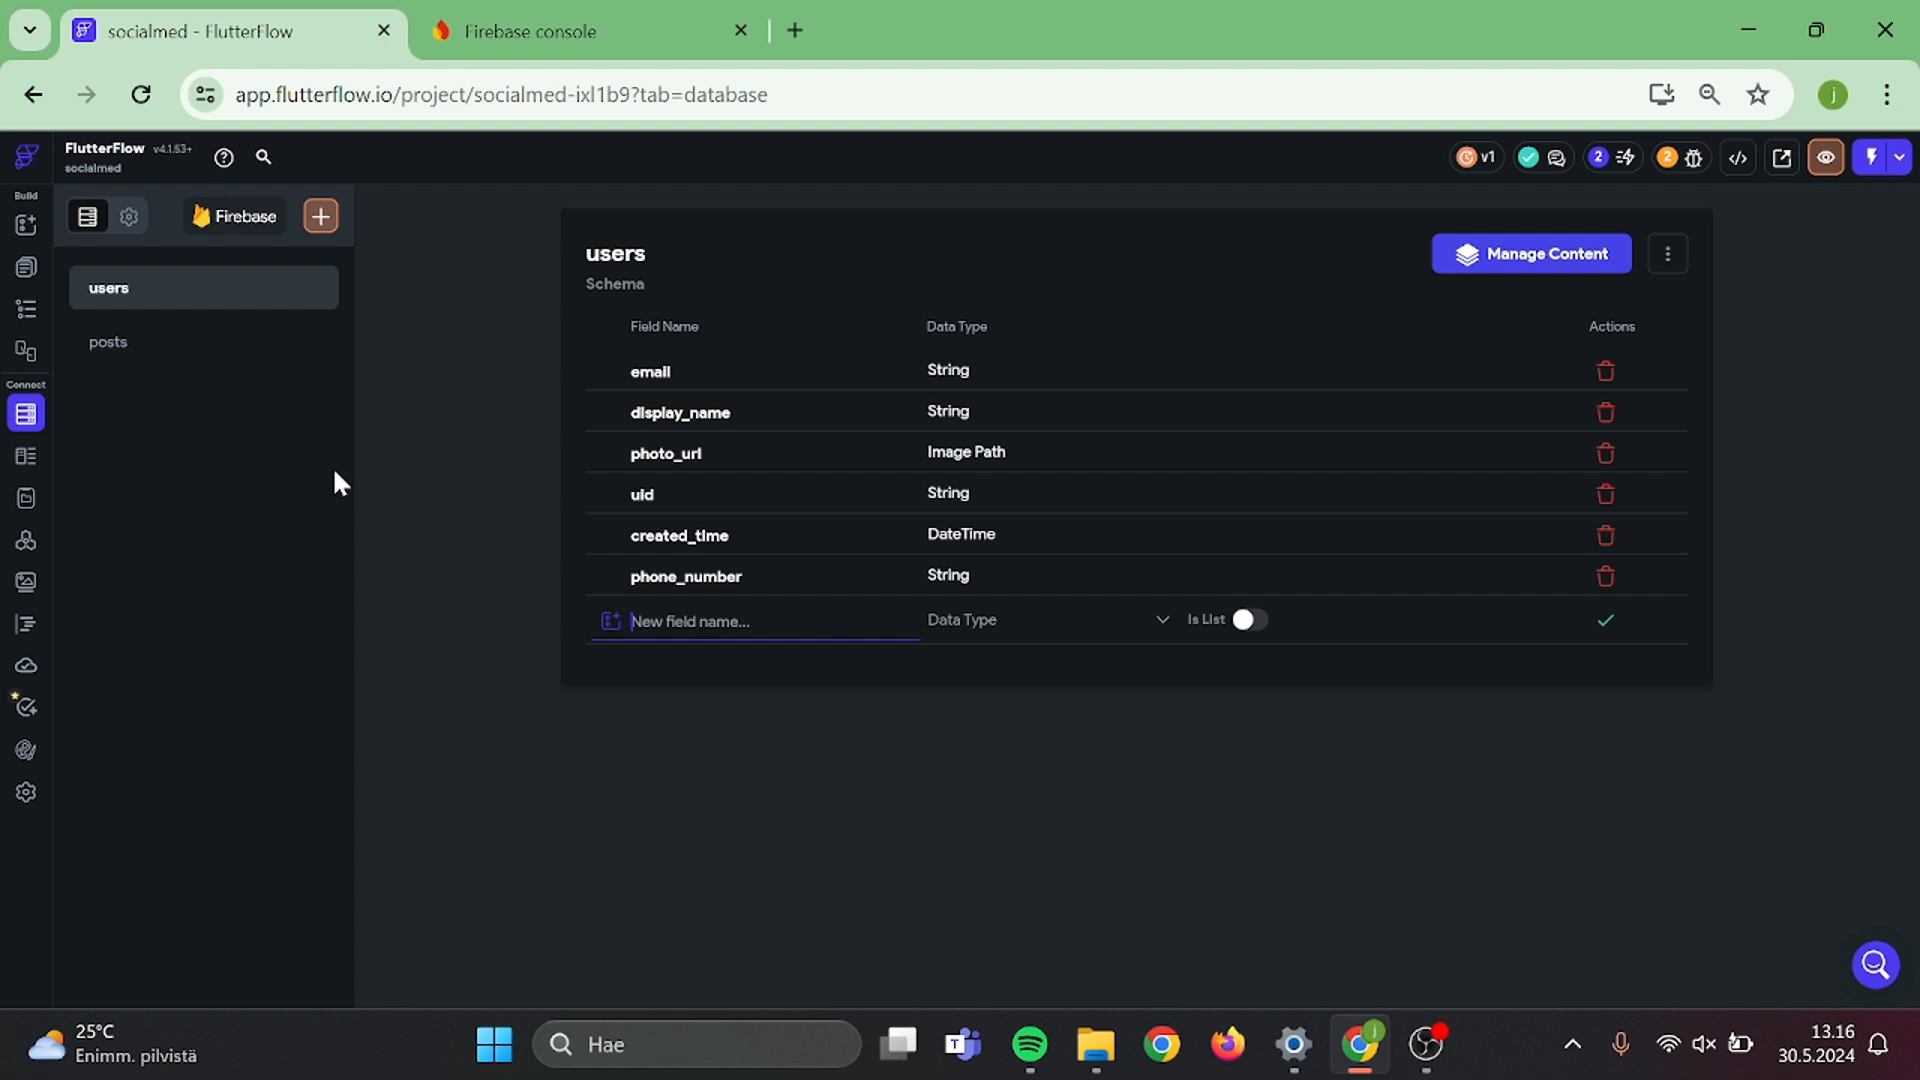 socialmed - FlutterFlow
Firebase console
app.flutterflow.io/project/socialmed-ixl1b9?tab=database
j
FlutterFlow v4.1.53+
socialmed
v1
2
2
Build
Firebase
users
posts
Connect
users
Schema
Manage Content
Field Name Data Type Actions
email String
display_name String
photo_url Image Path
uid String
created_time DateTime
phone_number String
New field name... Data Type Is List
25°C
Enimm. pilvistä
Hae
j
13.16
30.5.2024